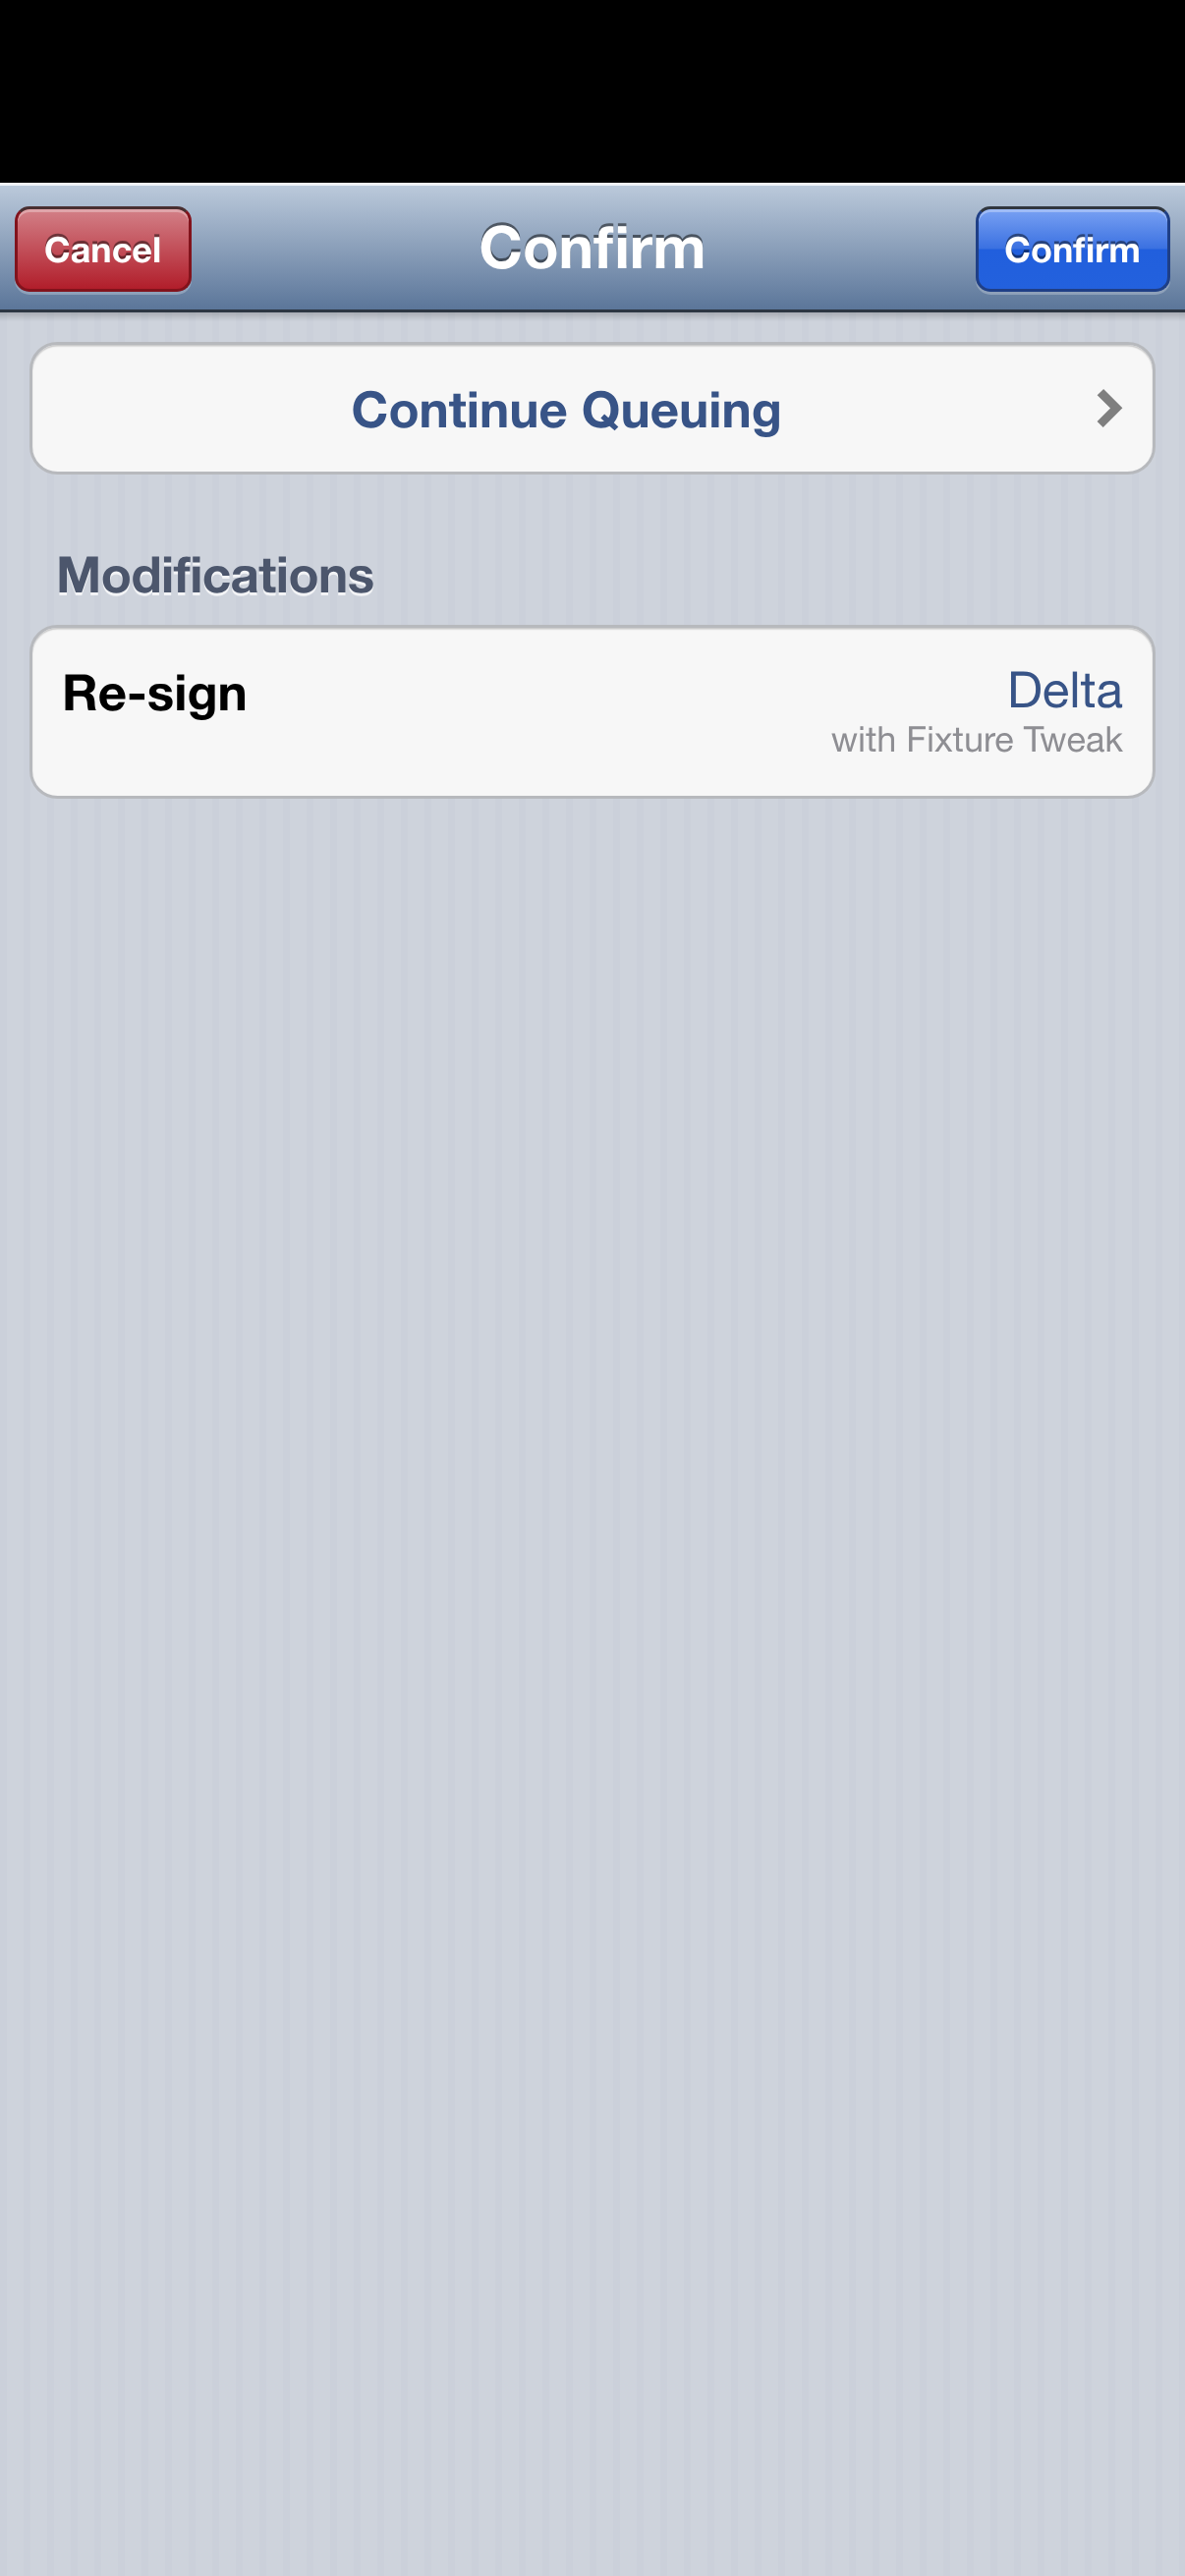 Cancel
Confirm
Confirm
Continue Queuing
Modifications
Re-sign
Delta
with Fixture Tweak